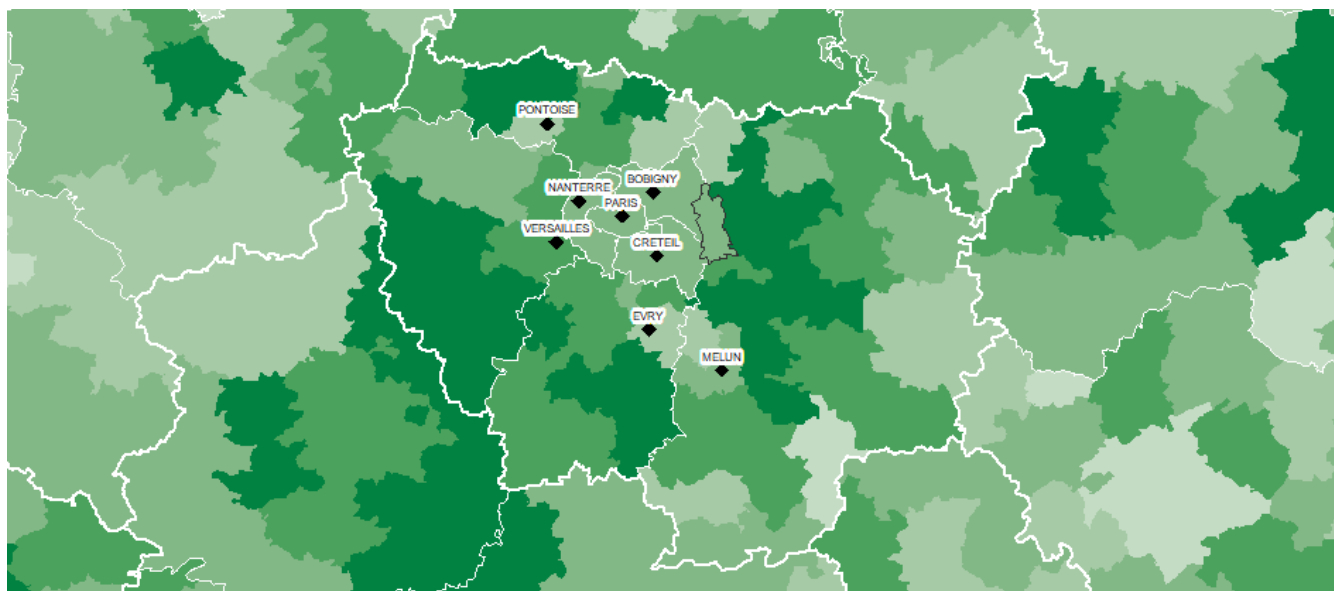 PONTOISE
BOBIGNY
NANTERRE
PARIS
VERSAILLES
CRETEIL
EVRY
MELUN